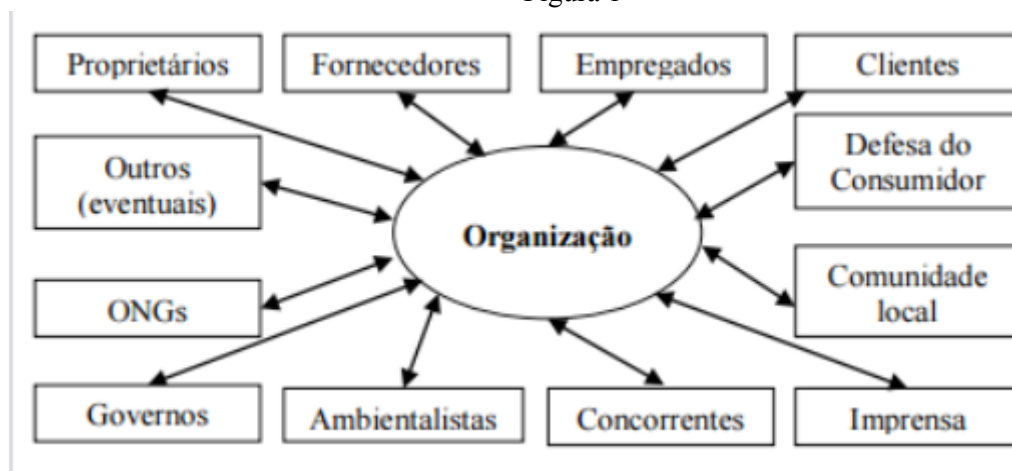 Proprietários
Fornecedores
Empregados
Clientes
Outros
(eventuais)
Defesa do
Consumidor
Organização
ONGs
Comunidade
local
Governos
Ambientalistas
Concorrentes
Imprensa